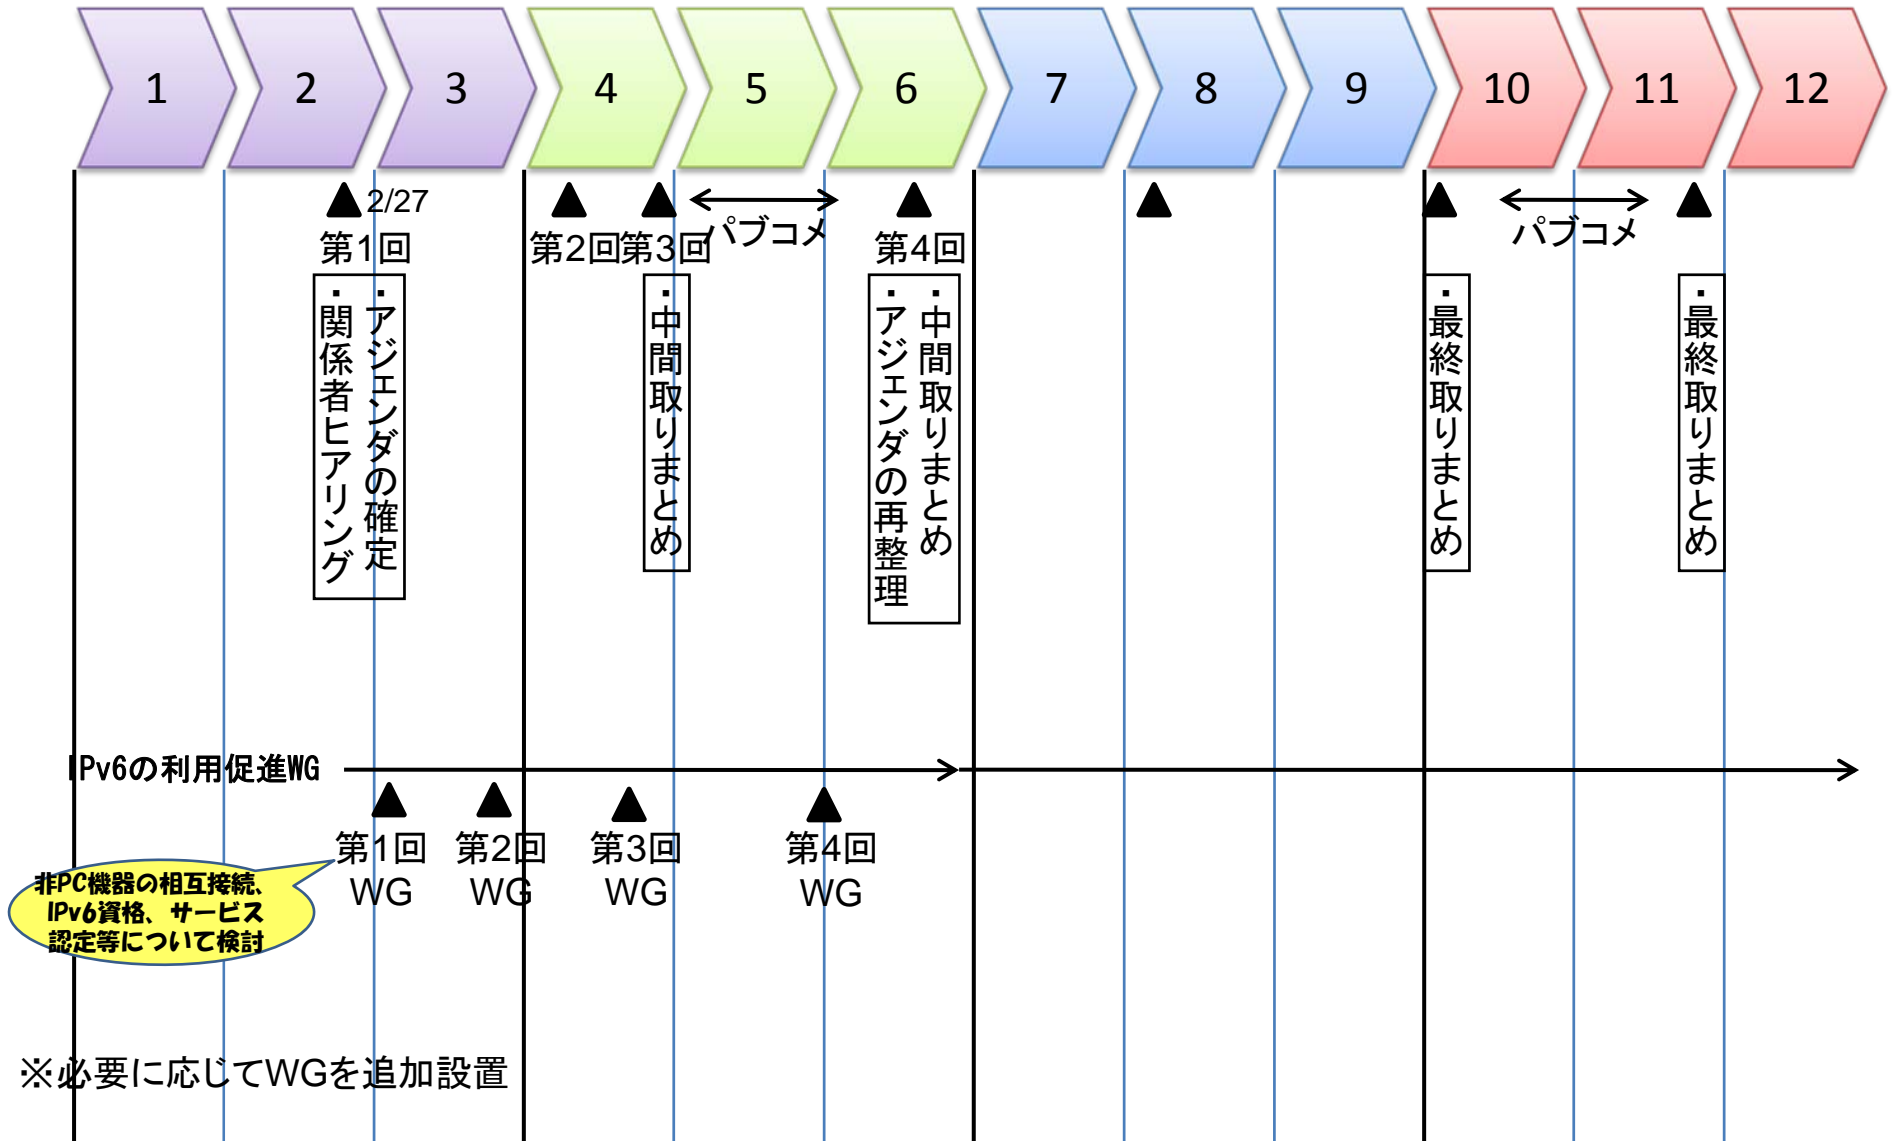 1 2 3 4 5 6 7 8 9 10 11 12
2/27
第1回
第2回
第3回
パブコメ
第4回
パブコメ
・アジェンダの確定
・関係者ヒアリング
・中間取りまとめ
・中間取りまとめ
・アジェンダの再整理
・最終取りまとめ
・最終取りまとめ
IPv6の利用促進WG
第1回
WG
第2回
WG
第3回
WG
第4回
WG
非PC機器の相互接続、
IPv6資格、サービス
認定等について検討
※必要に応じてWGを追加設置